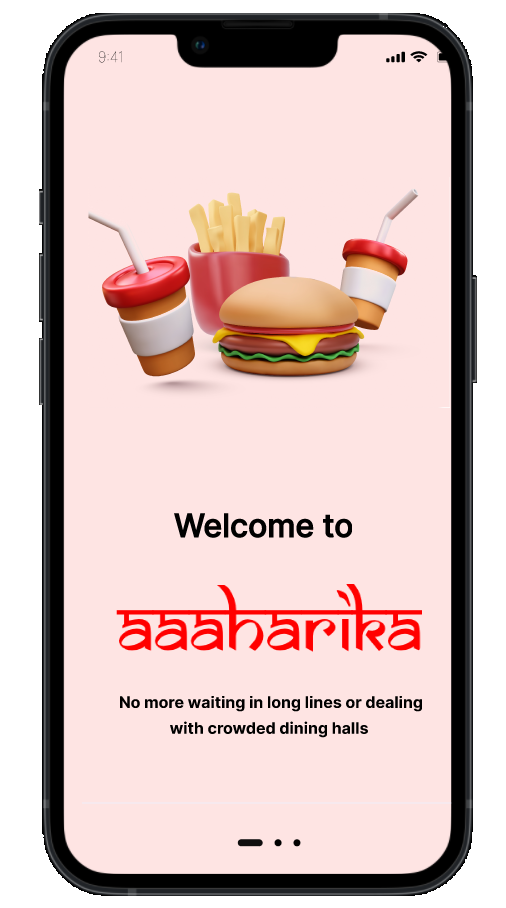 9:41
Welcome to
aaaharika
No more waiting in long lines or dealing
with crowded dining halls